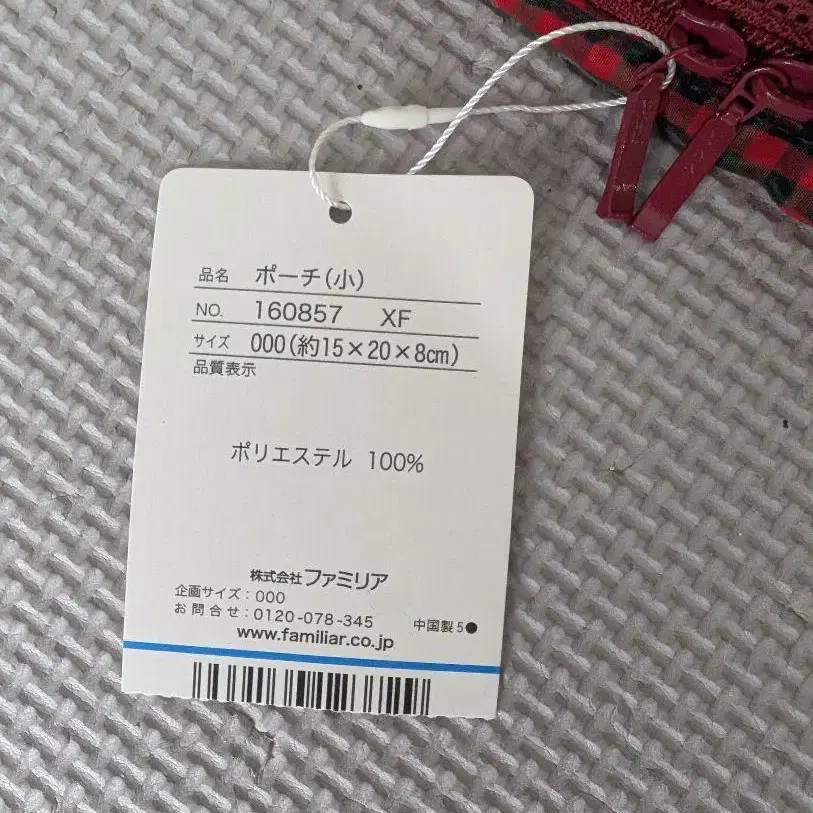 品名 ポーチ(小)
NO. 160857 XF
サイズ 000(約15×20×8cm)
品質表示
ポリエステル 100%
株式会社ファミリア
企画サイズ：000
お問合せ：0120-078-345 中国製 5●
www.familiar.co.jp